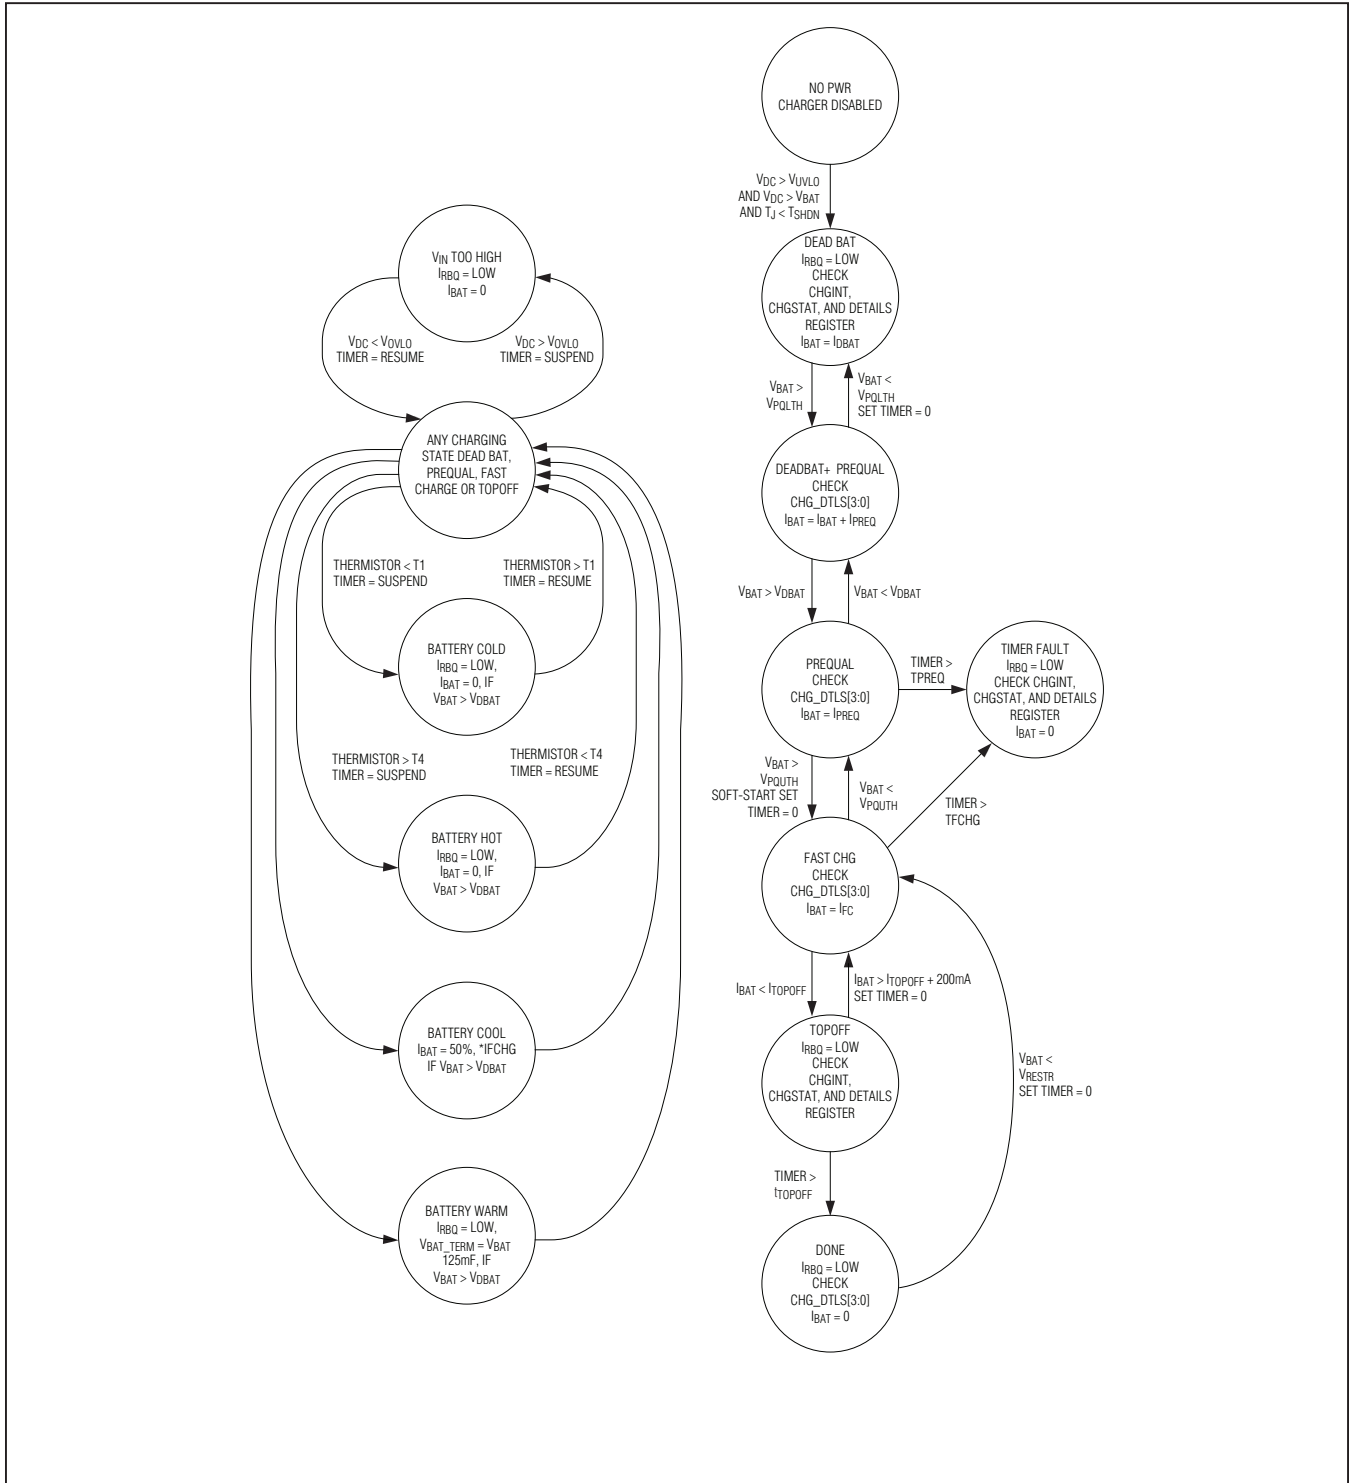 NO PWR
CHARGER DISABLED
VDC > VUVLO
AND VDC > VBAT
AND TJ < TSHDN
DEAD BAT
IRBQ = LOW
CHECK
CHGINT,
CHGSTAT, AND DETAILS
REGISTER
IBAT = IDBAT
VBAT >
VPQLTH
VBAT <
VPQLTH
SET TIMER = 0
DEADBAT+ PREQUAL
CHECK
CHG_DTLS[3:0]
IBAT = IBAT + IPREQ
VBAT > VDBAT
VBAT < VDBAT
PREQUAL
CHECK
CHG_DTLS[3:0]
IBAT = IPREQ
TIMER >
TPREQ
TIMER FAULT
IRBQ = LOW
CHECK CHGINT,
CHGSTAT, AND DETAILS
REGISTER
IBAT = 0
VBAT >
VPQUTH
SOFT-START SET
TIMER = 0
VBAT <
VPQUTH
TIMER >
TFCHG
FAST CHG
CHECK
CHG_DTLS[3:0]
IBAT = IFC
IBAT < ITOPOFF
IBAT > ITOPOFF + 200mA
SET TIMER = 0
TOPOFF
IRBQ = LOW
CHECK
CHGINT,
CHGSTAT, AND DETAILS
REGISTER
VBAT <
VRESTR
SET TIMER = 0
TIMER >
tTOPOFF
DONE
IRBQ = LOW
CHECK
CHG_DTLS[3:0]
IBAT = 0
VIN TOO HIGH
IRBQ = LOW
IBAT = 0
VDC < VOVLO
TIMER = RESUME
VDC > VOVLO
TIMER = SUSPEND
ANY CHARGING
STATE DEAD BAT,
PREQUAL, FAST
CHARGE OR TOPOFF
THERMISTOR < T1
TIMER = SUSPEND
THERMISTOR > T1
TIMER = RESUME
BATTERY COLD
IRBQ = LOW,
IBAT = 0, IF
VBAT > VDBAT
THERMISTOR > T4
TIMER = SUSPEND
THERMISTOR < T4
TIMER = RESUME
BATTERY HOT
IRBQ = LOW,
IBAT = 0, IF
VBAT > VDBAT
BATTERY COOL
IBAT = 50%, *IFCHG
IF VBAT > VDBAT
BATTERY WARM
IRBQ = LOW,
VBAT_TERM = VBAT
125mF, IF
VBAT > VDBAT